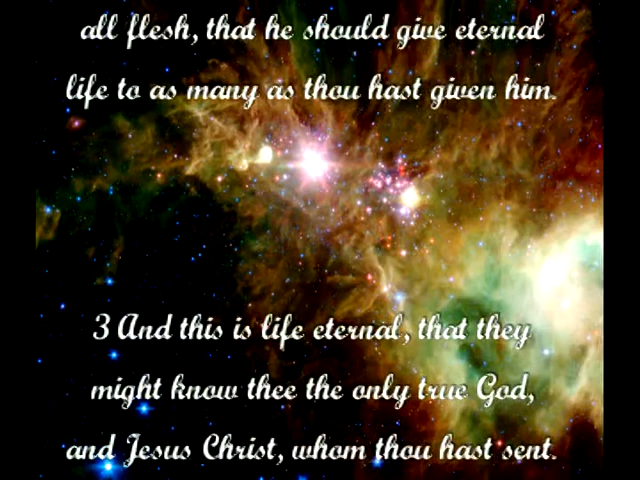 all flesh, that he should give eternal
life to as many as thou hast given him.
3 And this is life eternal, that they
might know thee the only true God,
and Jesus Christ, whom thou hast sent.